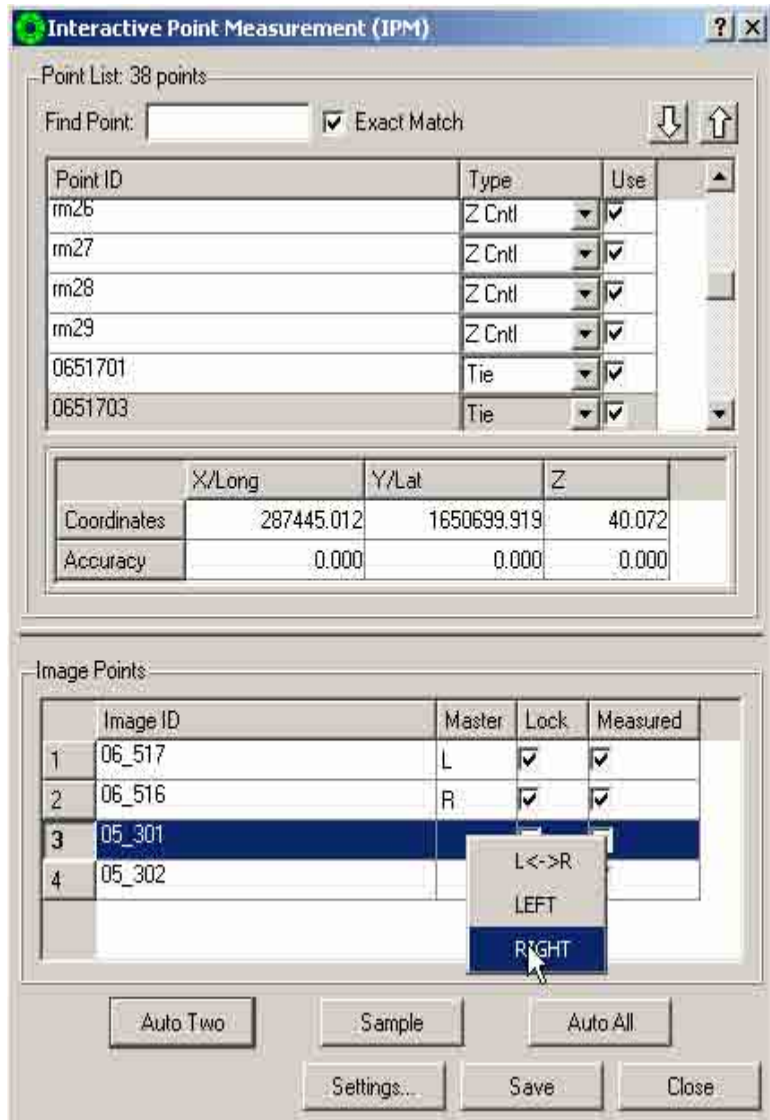 Interactive Point Measurement (IPM)
Point List: 38 points
Find Point: Exact Match
Point ID Type Use
rm26 Z Cntl
rm27 Z Cntl
rm28 Z Cntl
rm29 Z Cntl
0651701 Tie
0651703 Tie
X/Long Y/Lat Z
Coordinates 287445.012 1650699.919 40.072
Accuracy 0.000 0.000 0.000
Image Points
Image ID Master Lock Measured
1 06_517 L
2 06_516 R
3 05_301
4 05_302
L<->R
LEFT
RIGHT
Auto Two Sample Auto All
Settings... Save Close